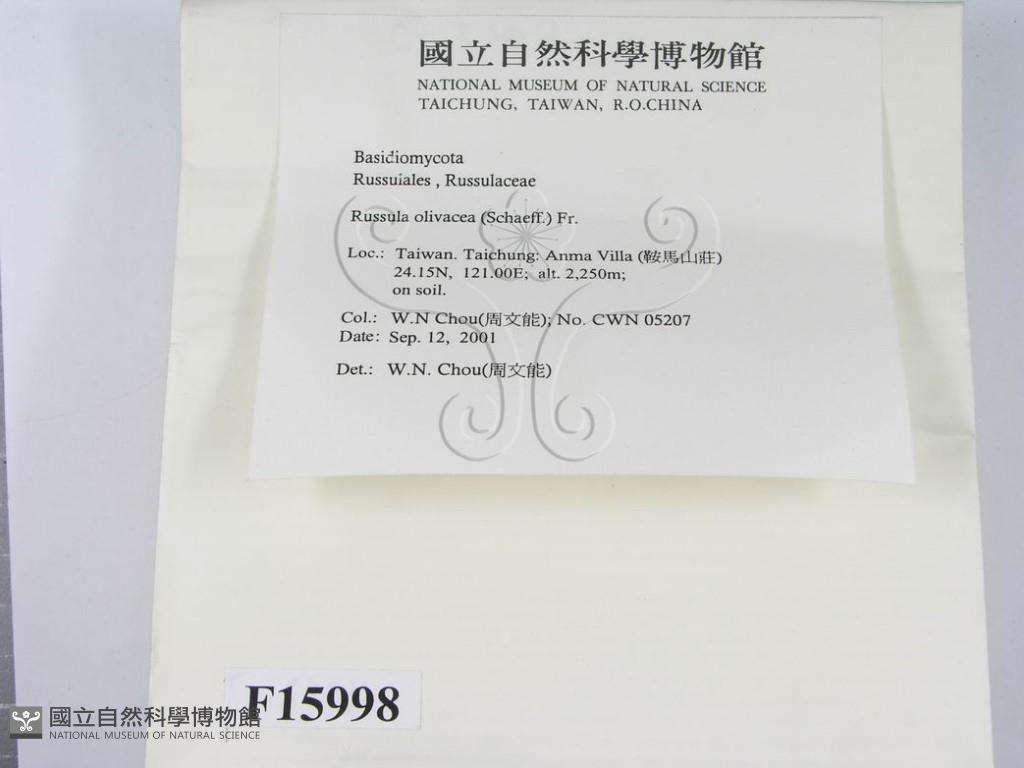 國立自然科學博物館
NATIONAL MUSEUM OF NATURAL SCIENCE
TAICHUNG, TAIWAN, R.O.CHINA
Basidiomycota
Russulales , Russulaceae
Russula olivacea (Schaeff.) Fr.
Loc.: Taiwan. Taichung: Anma Villa (鞍馬山莊)
24.15N, 121.00E; alt. 2,250m;
on soil.
Col.: W.N Chou(周文能); No. CWN 05207
Date: Sep. 12, 2001
Det.: W.N. Chou(周文能)
F15998
國立自然科學博物館
NATIONAL MUSEUM OF NATURAL SCIENCE